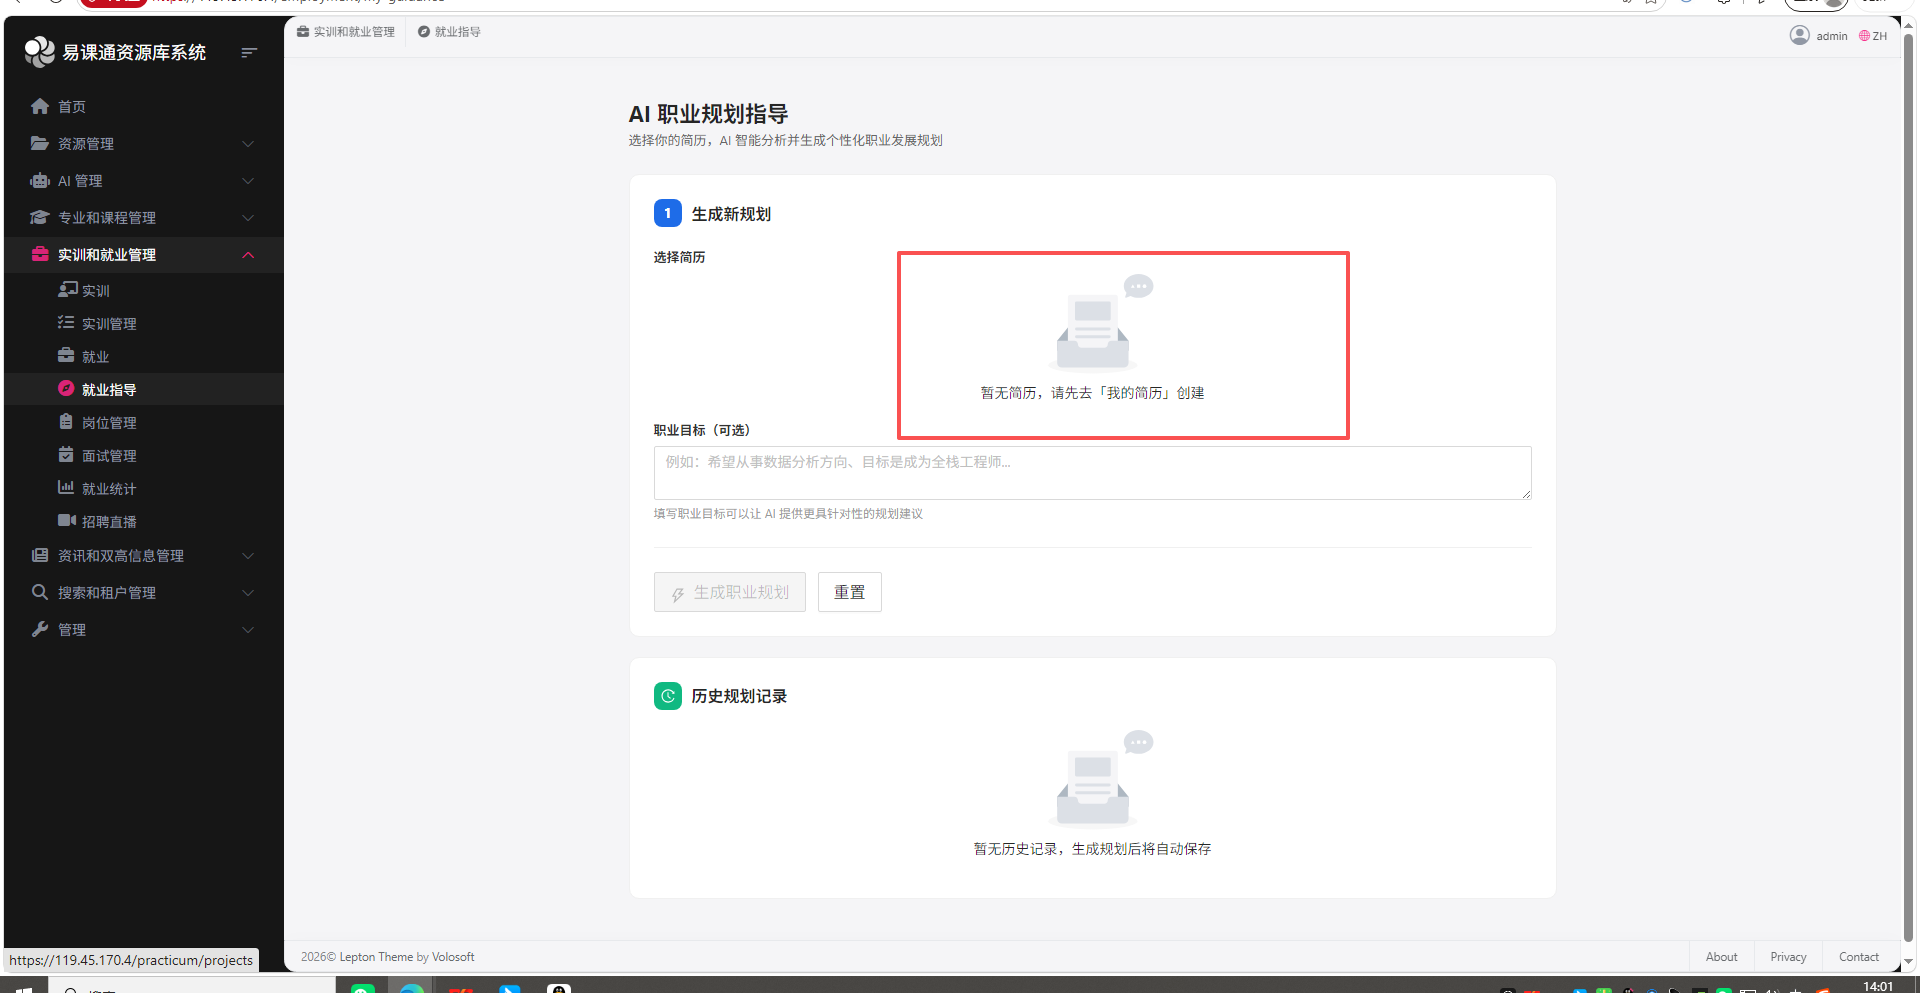 易课通资源库系统
实训和就业管理
就业指导
admin
ZH
首页
资源管理
AI 管理
专业和课程管理
实训和就业管理
实训
实训管理
就业
就业指导
岗位管理
面试管理
就业统计
招聘直播
资讯和双高信息管理
搜索和租户管理
管理
AI 职业规划指导
选择你的简历，AI 智能分析并生成个性化职业发展规划
1
生成新规划
选择简历
暂无简历，请先去「我的简历」创建
职业目标（可选）
例如：希望从事数据分析方向、目标是成为全栈工程师...
填写职业目标可以让 AI 提供更具针对性的规划建议
生成职业规划
重置
历史规划记录
暂无历史记录，生成规划后将自动保存
2026© Lepton Theme by Volosoft
About
Privacy
Contact
https://119.45.170.4/practicum/projects
14:01